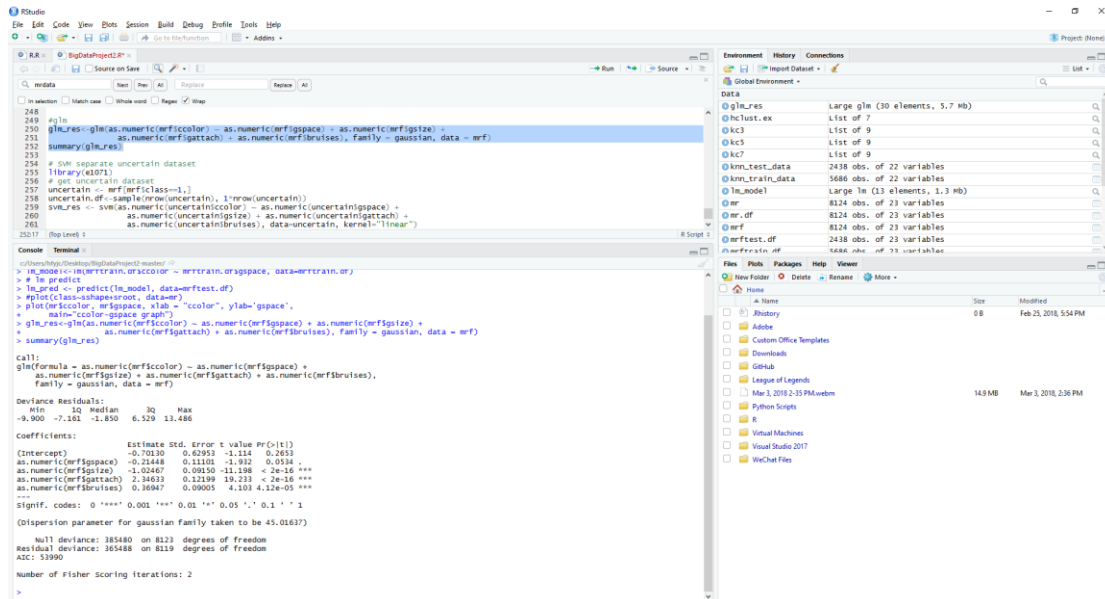 RStudio
File Edit Code View Plots Session Build Debug Profile Tools Help
Go to file/function Addins
Project: (None)
R.R BigDataProject2.R*
Source on Save Run Source
mrdata Next Prev All Replace Replace All
In selection Match case Whole word Regex Wrap
248
249 #glm
250 glm_res<-glm(as.numeric(mrf$ccolor) ~ as.numeric(mrf$gspace) + as.numeric(mrf$gsize) +
251 as.numeric(mrf$gattach) + as.numeric(mrf$bruises), family = gaussian, data = mrf)
252 summary(glm_res)
253
254 # SVM separate uncertain dataset
255 library(e1071)
256 # get uncertain dataset
257 uncertain <- mrf[mrf$class==1,]
258 uncertain.df<-sample(nrow(uncertain), 1*nrow(uncertain))
259 svm_res <- svm(as.numeric(uncertain$ccolor) ~ as.numeric(uncertain$gspace) +
260 as.numeric(uncertain$gsize) + as.numeric(uncertain$gattach) +
261 as.numeric(uncertain$bruises), data=uncertain, kernel="linear")
252:17 (Top Level) R Script
Console Terminal
c:/Users/hfyjc/Desktop/BigDataProject2-master/
> lm_model<-lm(mrftrain.df$ccolor ~ mrftrain.df$gspace, data=mrftrain.df)
> # lm predict
> lm_pred <- predict(lm_model, data=mrftest.df)
> #plot(class~sshape+sroot, data=mr)
> plot(mr$ccolor, mr$gspace, xlab = "ccolor", ylab='gspace',
+ main="ccolor-gspace graph")
> glm_res<-glm(as.numeric(mrf$ccolor) ~ as.numeric(mrf$gspace) + as.numeric(mrf$gsize) +
+ as.numeric(mrf$gattach) + as.numeric(mrf$bruises), family = gaussian, data = mrf)
> summary(glm_res)
Call:
glm(formula = as.numeric(mrf$ccolor) ~ as.numeric(mrf$gspace) +
as.numeric(mrf$gsize) + as.numeric(mrf$gattach) + as.numeric(mrf$bruises),
family = gaussian, data = mrf)
Deviance Residuals:
Min 1Q Median 3Q Max
-9.900 -7.161 -1.850 6.529 13.486
Coefficients:
Estimate Std. Error t value Pr(>|t|)
(Intercept) -0.70130 0.62953 -1.114 0.2653
as.numeric(mrf$gspace) -0.21448 0.11101 -1.932 0.0534 .
as.numeric(mrf$gsize) -1.02467 0.09150 -11.198 < 2e-16 ***
as.numeric(mrf$gattach) 2.34633 0.12199 19.233 < 2e-16 ***
as.numeric(mrf$bruises) 0.36947 0.09005 4.103 4.12e-05 ***
---
Signif. codes: 0 '***' 0.001 '**' 0.01 '*' 0.05 '.' 0.1 ' ' 1
(Dispersion parameter for gaussian family taken to be 45.01637)
Null deviance: 385480 on 8123 degrees of freedom
Residual deviance: 365488 on 8119 degrees of freedom
AIC: 53990
Number of Fisher Scoring iterations: 2
>
Environment History Connections
Import Dataset List
Global Environment
Data
glm_res Large glm (30 elements, 5.7 Mb)
hclust.ex List of 7
kc3 List of 9
kc5 List of 9
kc7 List of 9
knn_test_data 2438 obs. of 22 variables
knn_train_data 5686 obs. of 22 variables
lm_model Large lm (13 elements, 1.3 Mb)
mr 8124 obs. of 23 variables
mr.df 8124 obs. of 23 variables
mrf 8124 obs. of 23 variables
mrftest.df 2438 obs. of 23 variables
mrftrain.df 5686 obs. of 23 variables
Files Plots Packages Help Viewer
New Folder Delete Rename More
Home
Name Size Modified
.Rhistory 0 B Feb 25, 2018, 5:54 PM
Adobe
Custom Office Templates
Downloads
GitHub
League of Legends
Mar 3, 2018 2-35 PM.webm 14.9 MB Mar 3, 2018, 2:36 PM
Python Scripts
R
Virtual Machines
Visual Studio 2017
WeChat Files